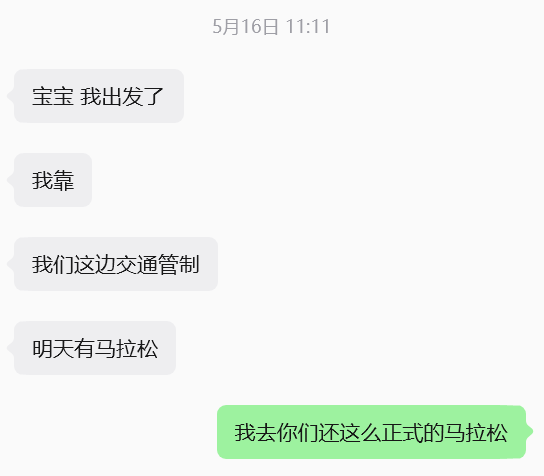 5月16日 11:11
宝宝 我出发了
我靠
我们这边交通管制
明天有马拉松
我去你们还这么正式的马拉松